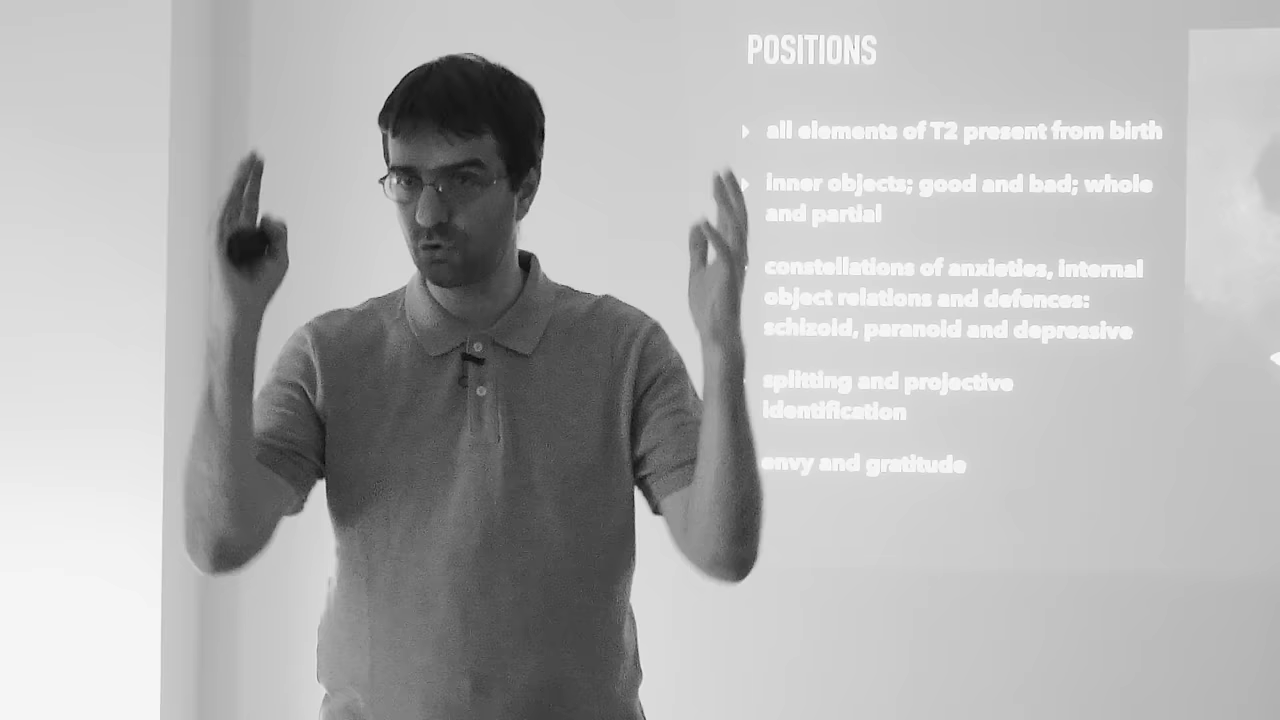 POSITIONS
all elements of T2 present from birth
inner objects; good and bad; whole
and partial
constellations of anxieties, internal
object relations and defences:
schizoid, paranoid and depressive
splitting and projective
identification
envy and gratitude